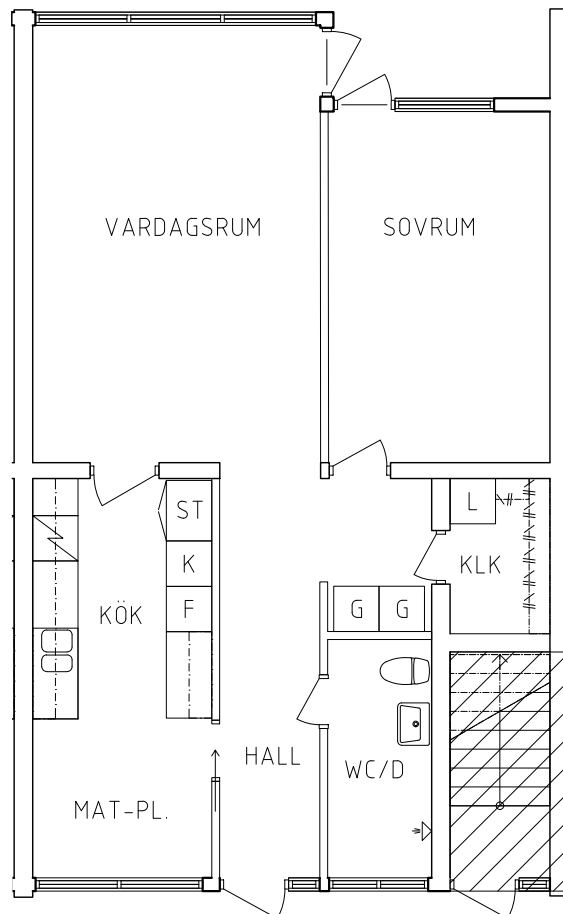 VARDAGSRUM
SOVRUM
ST
L
K
KLK
KÖK
F
G
G
HALL
WC/D
MAT-PL.